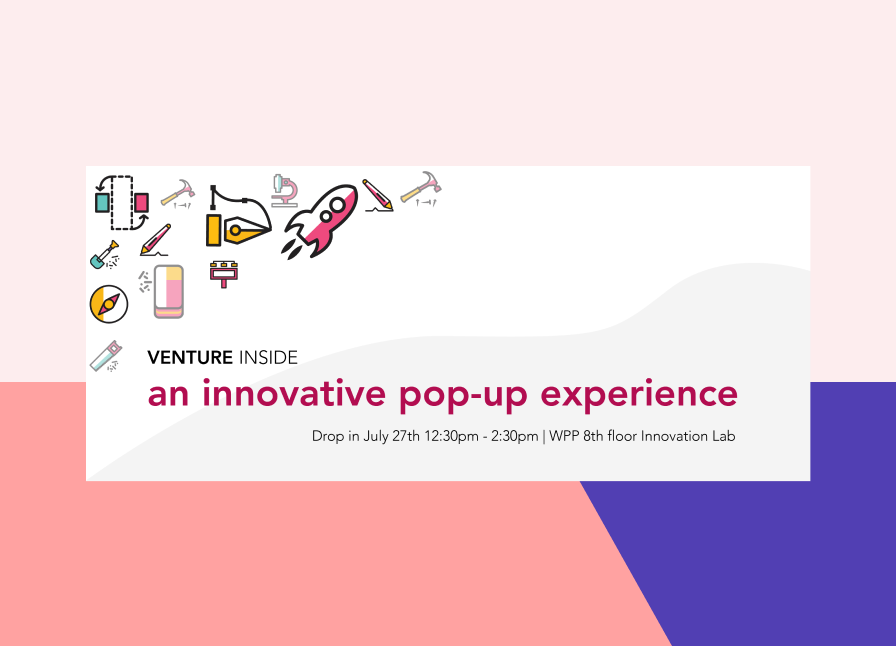 VENTURE INSIDE
an innovative pop-up experience
Drop in July 27th 12:30pm - 2:30pm | WPP 8th floor Innovation Lab